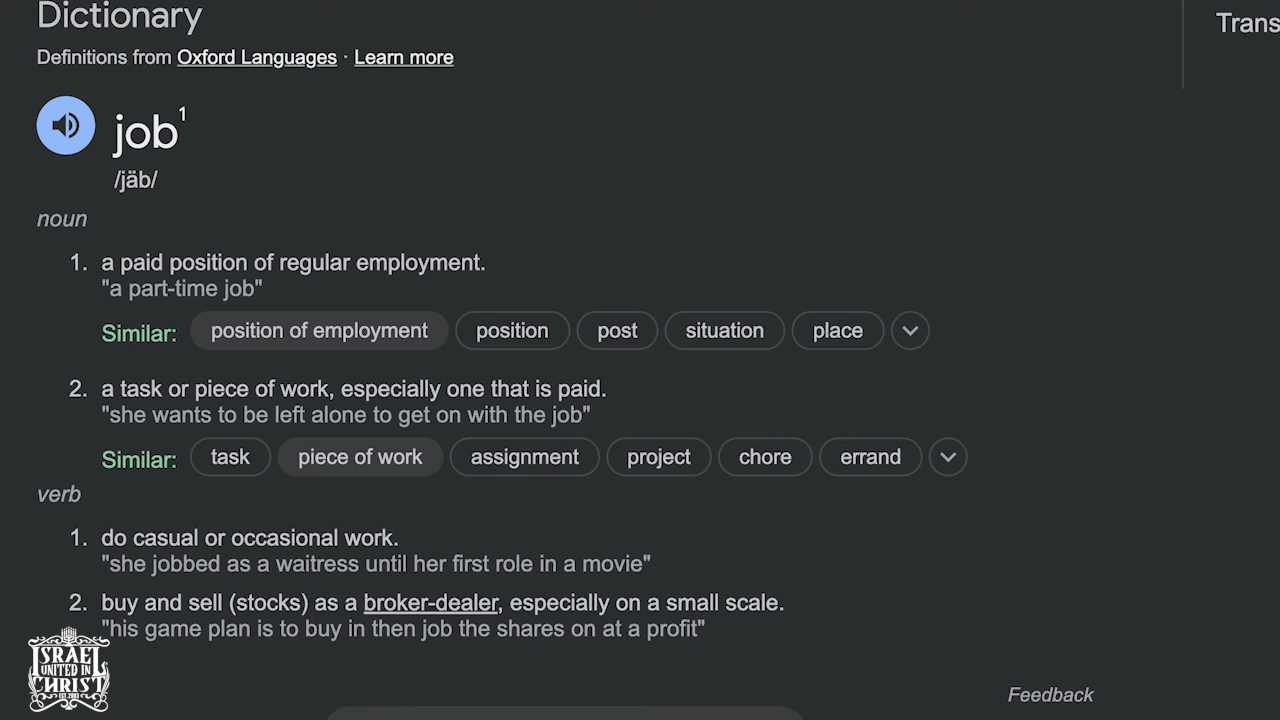 Dictionary
Trans
Definitions from Oxford Languages · Learn more
job1
/jäb/
noun
1. a paid position of regular employment.
"a part-time job"
Similar: position of employment position post situation place
2. a task or piece of work, especially one that is paid.
"she wants to be left alone to get on with the job"
Similar: task piece of work assignment project chore errand
verb
1. do casual or occasional work.
"she jobbed as a waitress until her first role in a movie"
2. buy and sell (stocks) as a broker-dealer, especially on a small scale.
"his game plan is to buy in then job the shares on at a profit"
ISRAEL
UNITED IN
CHRIST
EST. 2003
Feedback